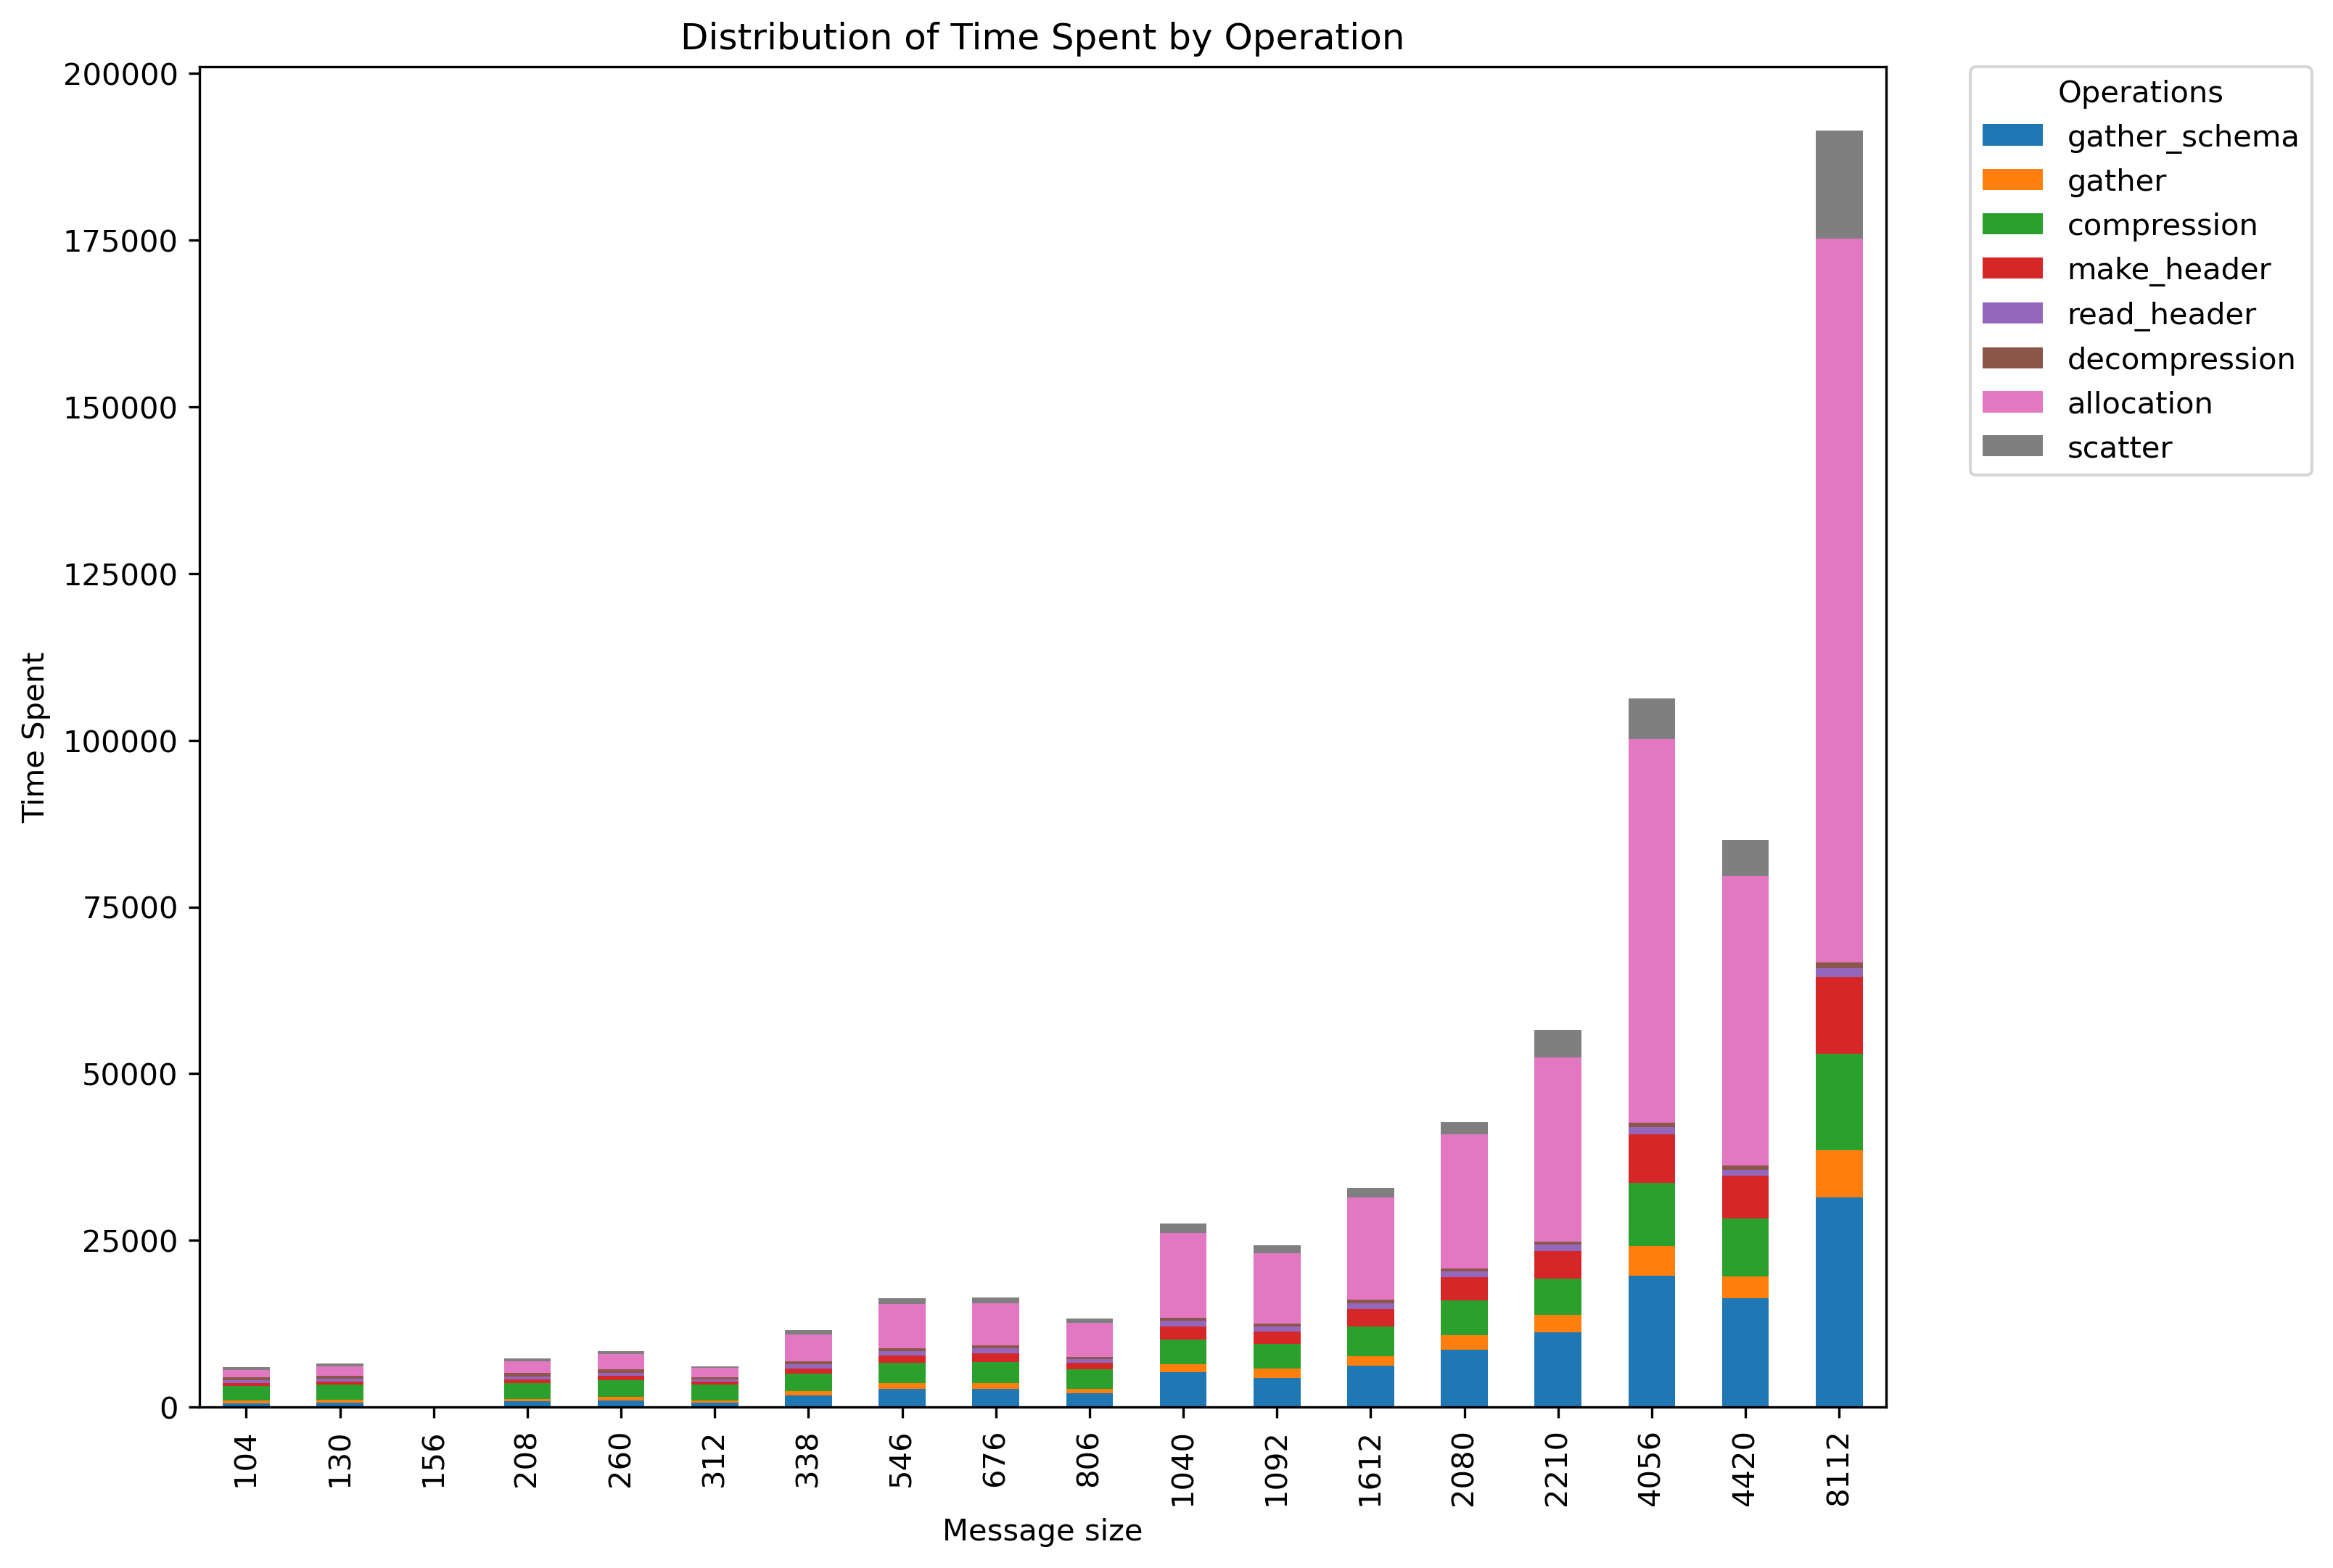 Distribution of Time Spent by Operation
200000
175000
150000
125000
100000
75000
50000
25000
0
Time Spent
104
130
156
208
260
312
338
546
676
806
1040
1092
1612
2080
2210
4056
4420
8112
Message size
Operations
gather_schema
gather
compression
make_header
read_header
decompression
allocation
scatter